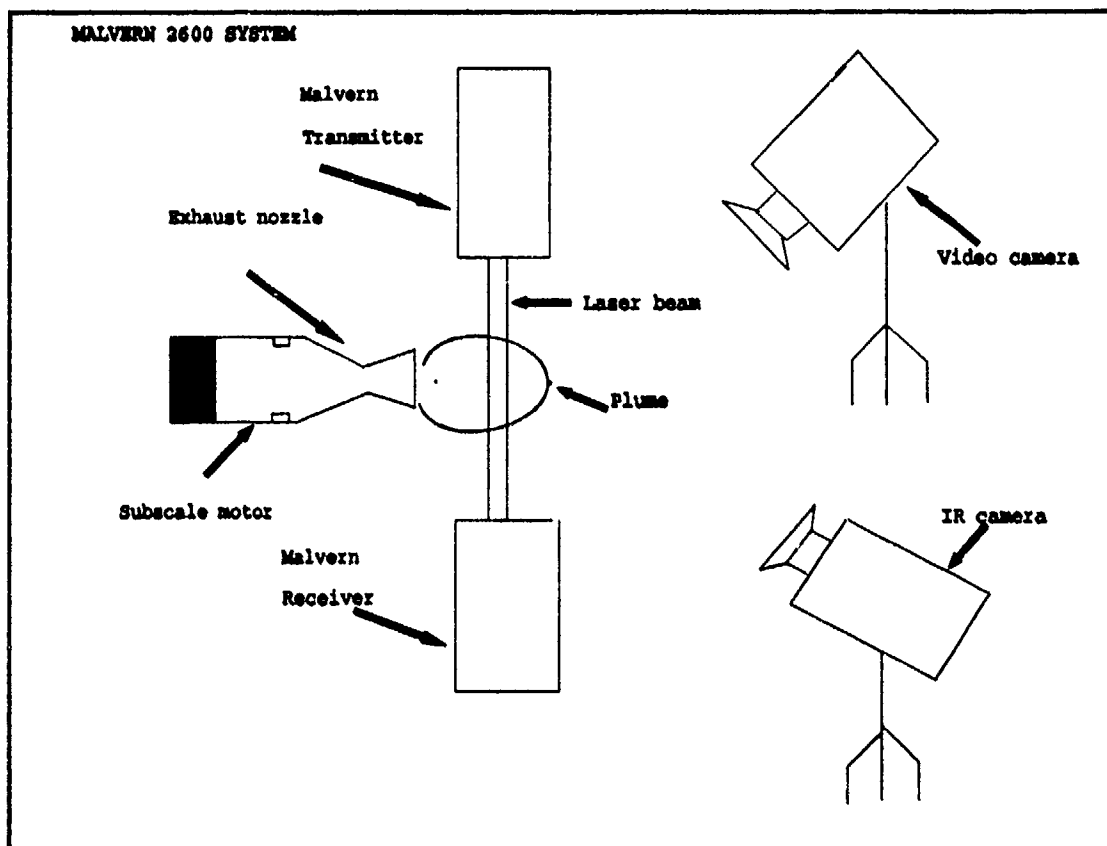 MALVERN 2600 SYSTEM
Malvern
Transmitter
Exhaust nozzle
Video camera
Laser beam
Plume
Subscale motor
IR camera
Malvern
Receiver